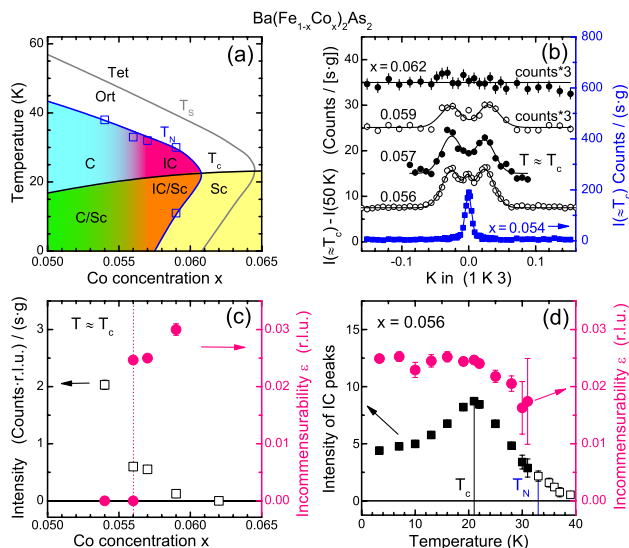 Ba(Fe1-xCox)2As2
(a)
Temperature (K)
60
40
20
0
Tet
Ort
TS
TN
Tc
C
IC
C/Sc
IC/Sc
Sc
0.050
0.055
0.060
0.065
Co concentration x
(b)
I(≈Tc) - I(50 K) (Counts / [s·g])
40
30
20
10
0
x = 0.062
counts*3
0.059
counts*3
0.057
T ≈ Tc
0.056
x = 0.054
800
600
400
200
0
I(≈Tc) Counts / (s·g)
-0.1
0.0
0.1
K in (1 K 3)
(c)
Intensity (Counts·r.l.u.) / (s·g)
3
2
1
0
T ≈ Tc
0.03
0.02
0.01
0.00
Incommensurability ε (r.l.u.)
0.050
0.055
0.060
0.065
Co concentration x
(d)
Intensity of IC peaks
15
10
5
0
x = 0.056
Tc
TN
0.03
0.02
0.01
0.00
Incommensurability ε (r.l.u.)
0
10
20
30
40
Temperature (K)